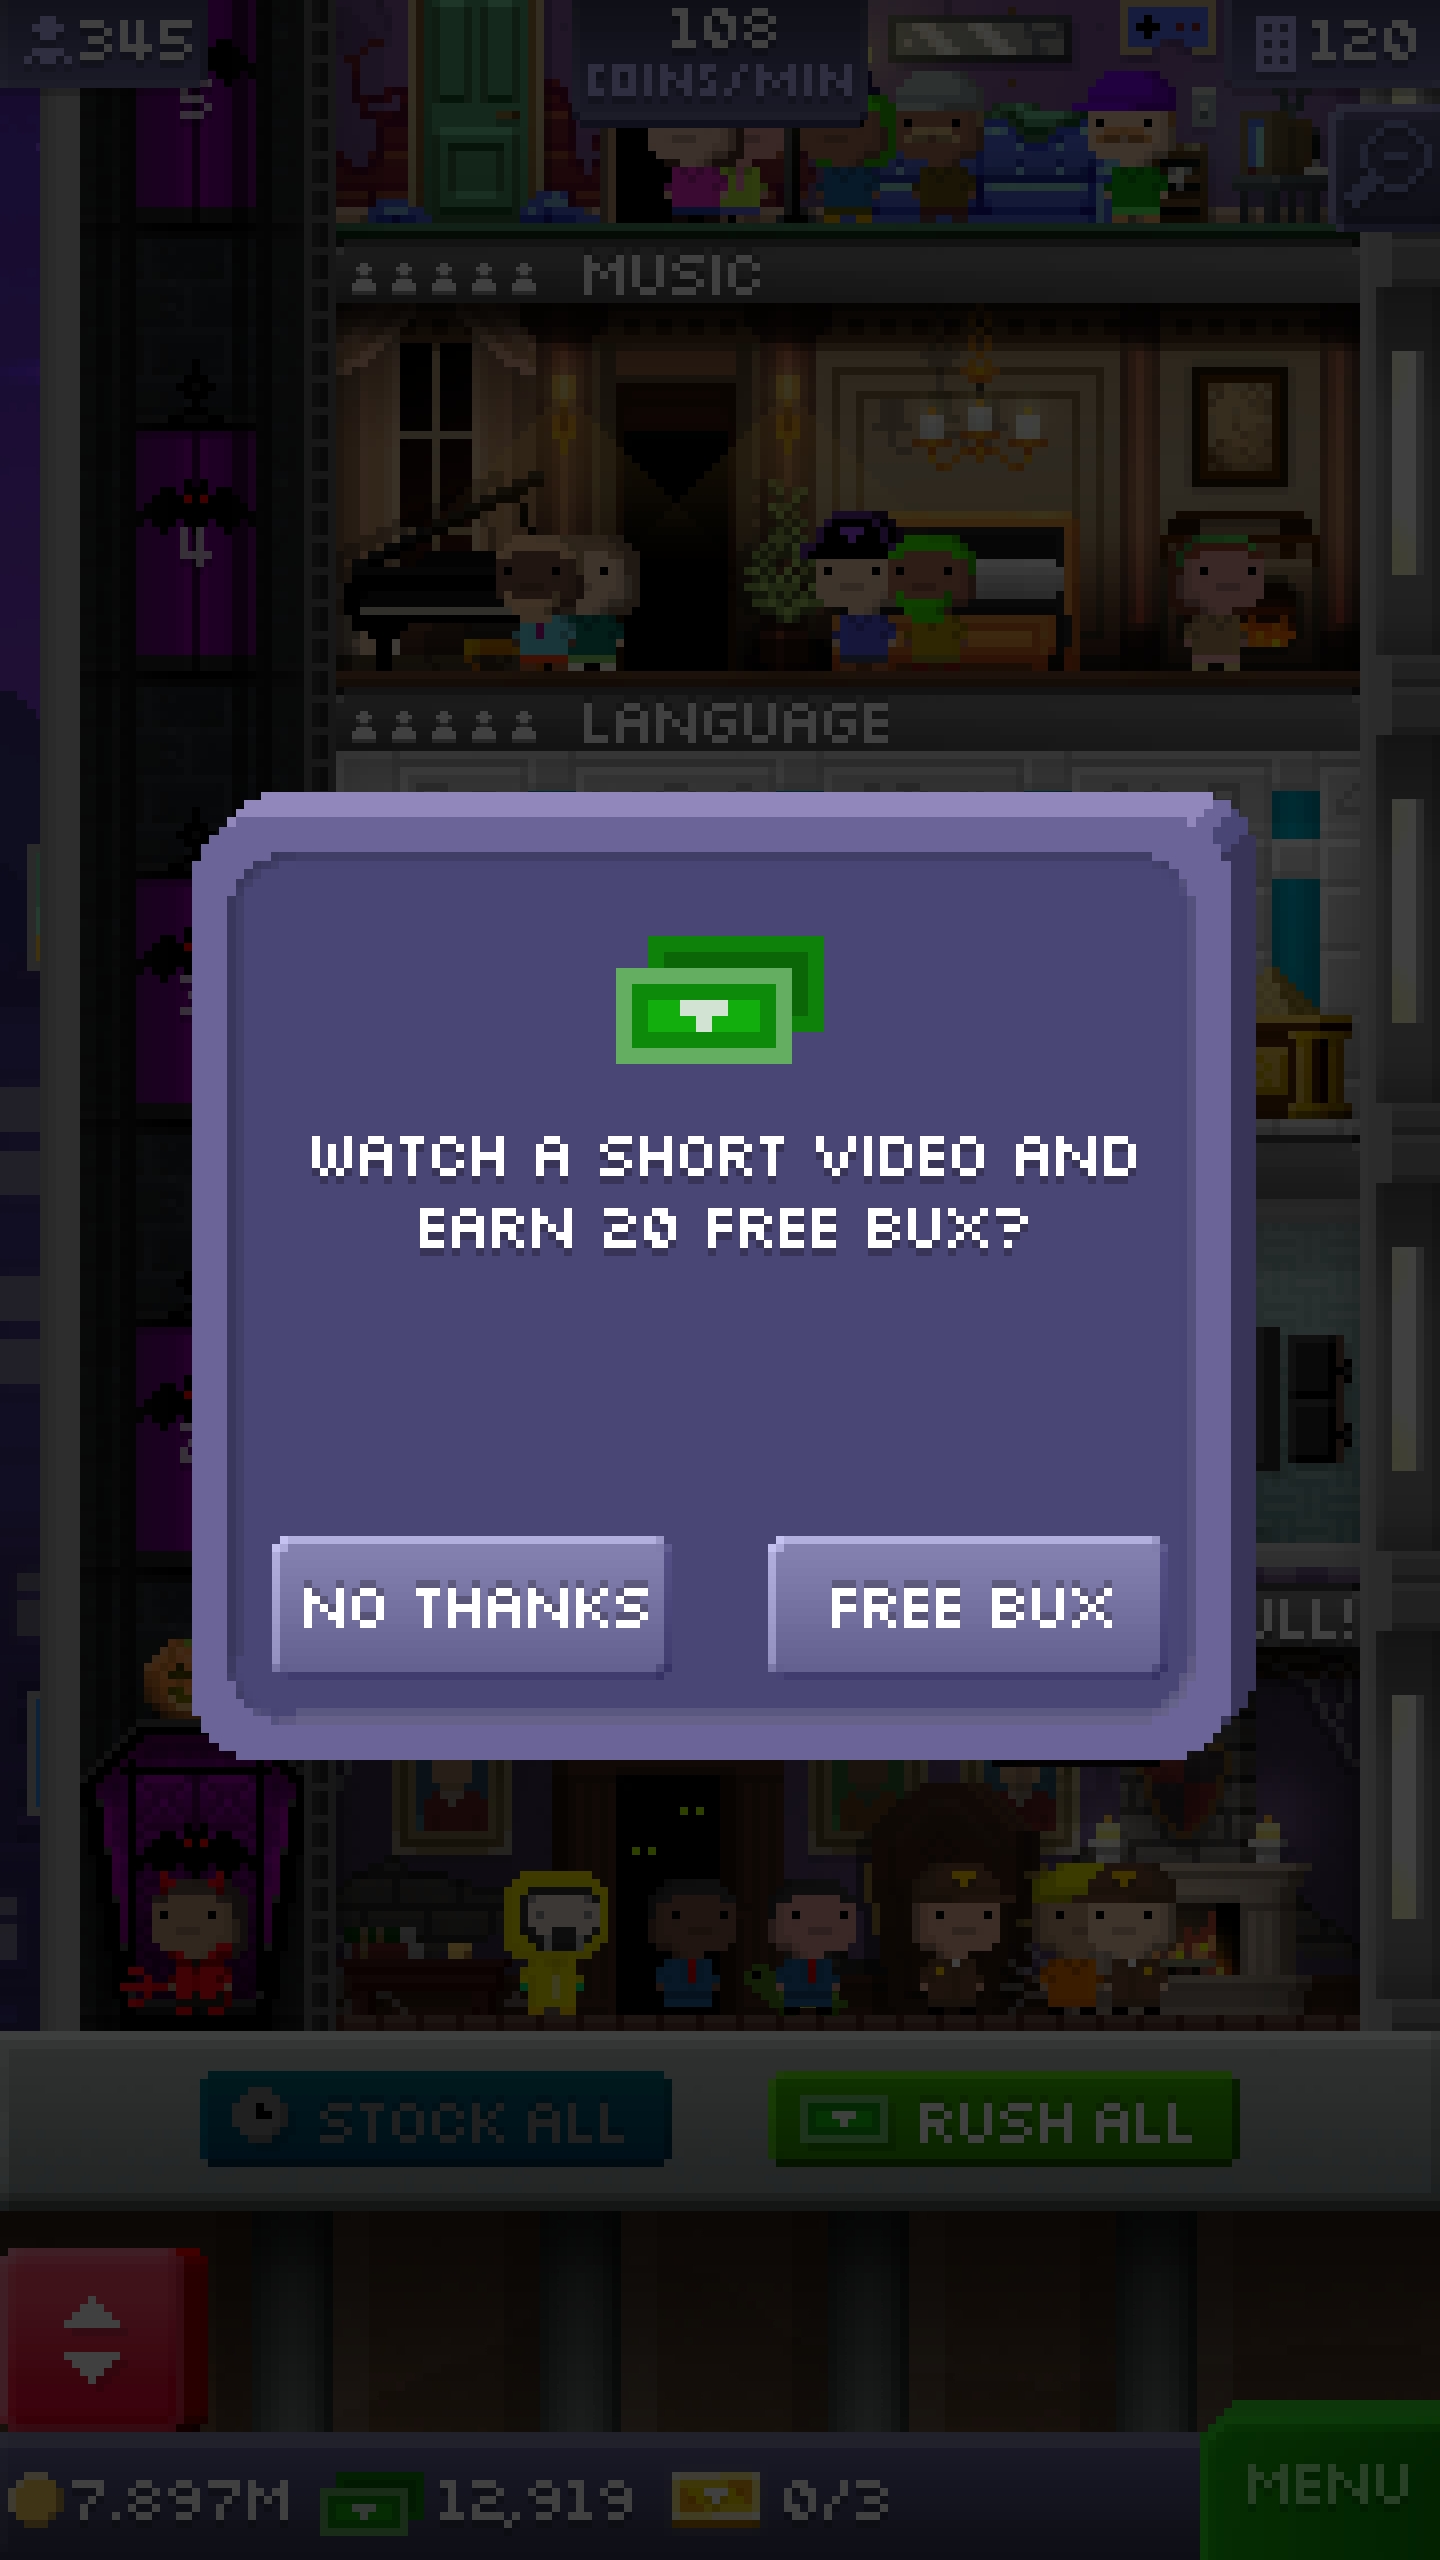 345
108
COINS/MIN
120
5
MUSIC
4
LANGUAGE
WATCH A SHORT VIDEO AND
EARN 20 FREE BUX?
NO THANKS
FREE BUX
STOCK ALL
RUSH ALL
7.897M
12,919
0/3
MENU